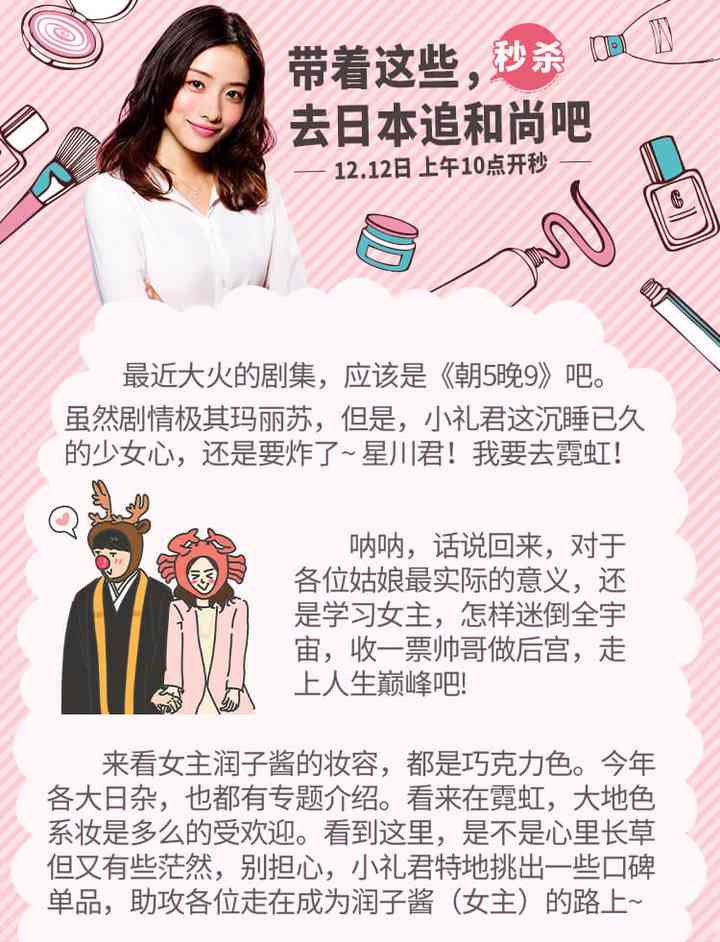 带着这些，秒杀
去日本追和尚吧
12.12日 上午10点开秒
最近大火的剧集，应该是《朝5晚9》吧。
虽然剧情极其玛丽苏，但是，小礼君这沉睡已久
的少女心，还是要炸了~ 星川君！我要去霓虹！
呐呐，话说回来，对于
各位姑娘最实际的意义，还
是学习女主，怎样迷倒全宇
宙，收一票帅哥做后宫，走
上人生巅峰吧!
来看女主润子酱的妆容，都是巧克力色。今年
各大日杂，也都有专题介绍。看来在霓虹，大地色
系妆是多么的受欢迎。看到这里，是不是心里长草
但又有些茫然，别担心，小礼君特地挑出一些口碑
单品，助攻各位走在成为润子酱（女主）的路上~